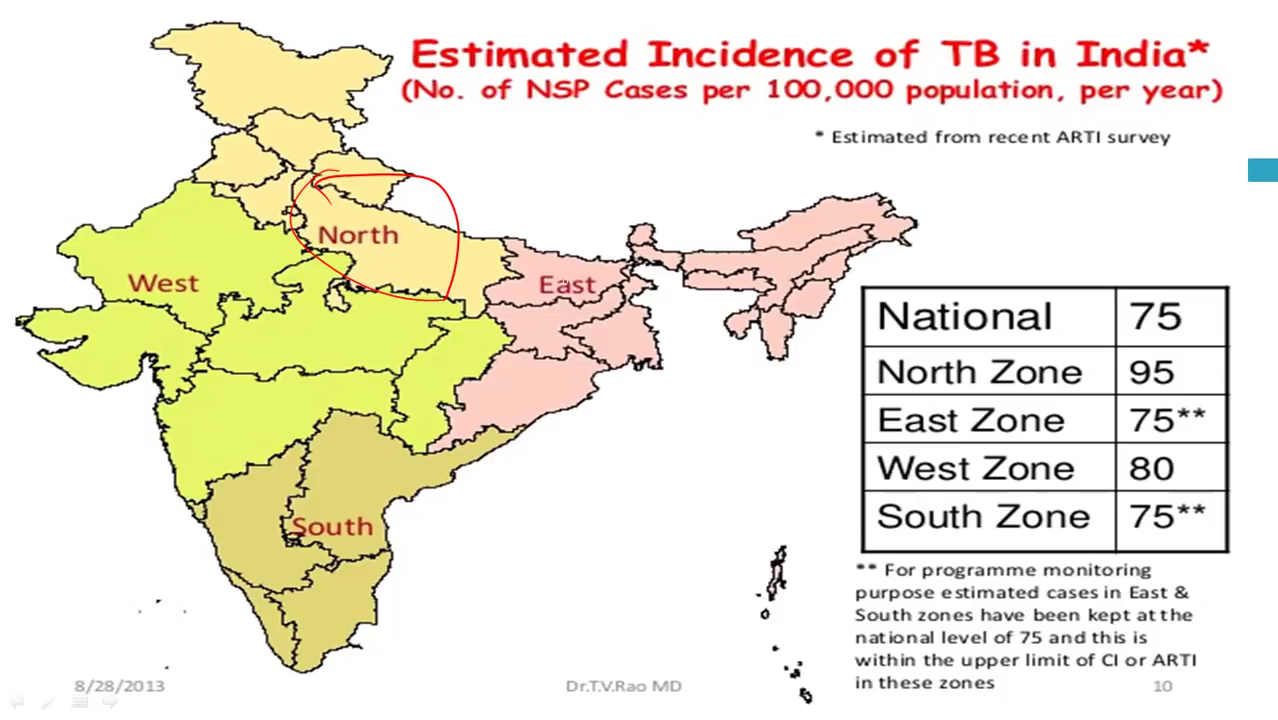 Estimated Incidence of TB in India*
(No. of NSP Cases per 100,000 population, per year)
* Estimated from recent ARTI survey
North
West
East
South
National 75
North Zone 95
East Zone 75**
West Zone 80
South Zone 75**
** For programme monitoring
purpose estimated cases in East &
South zones have been kept at the
national level of 75 and this is
within the upper limit of CI or ARTI
in these zones
8/28/2013
Dr.T.V.Rao MD
10